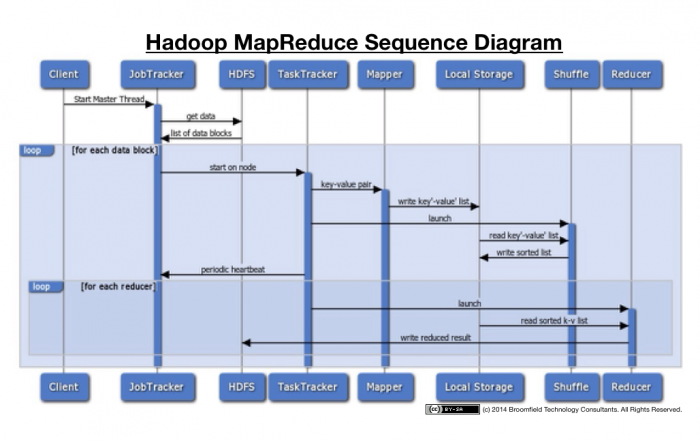 Hadoop MapReduce Sequence Diagram
Client JobTracker HDFS TaskTracker Mapper Local Storage Shuffle Reducer
Start Master Thread
get data
list of data blocks
loop [for each data block]
start on node
key-value pair
write key'-value' list
launch
read key'-value' list
write sorted list
periodic heartbeat
loop [for each reducer]
launch
read sorted k-v list
write reduced result
Client JobTracker HDFS TaskTracker Mapper Local Storage Shuffle Reducer
(cc) BY-SA (c) 2014 Broomfield Technology Consultants. All Rights Reserved.